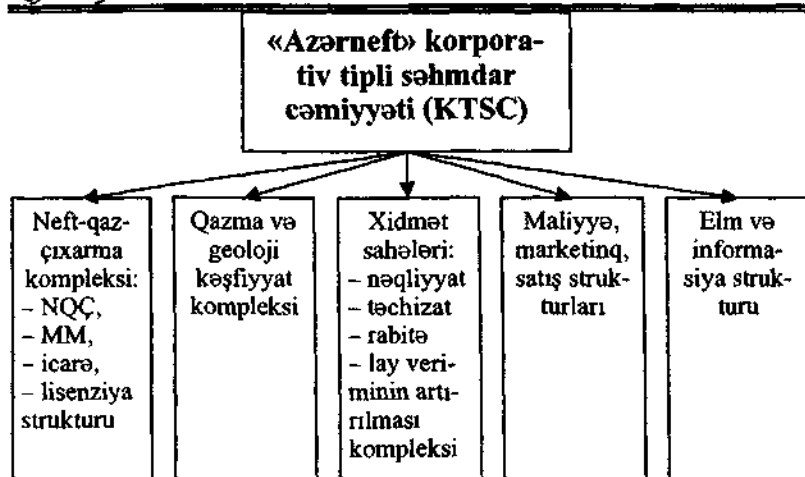 «Azərneft» korpora-
tiv tipli səhmdar
cəmiyyəti (KTSC)
Neft-qaz-
çıxarma
kompleksi:
– NQÇ,
– MM,
– icarə,
– lisenziya
strukturu
Qazma və
geoloji
kəşfiyyat
kompleksi
Xidmət
sahələri:
– nəqliyyat
– təchizat
– rabitə
– lay veri-
minin artı-
rılması
kompleksi
Maliyyə,
marketinq,
satış struk-
turları
Elm və
informa-
siya struk-
turu